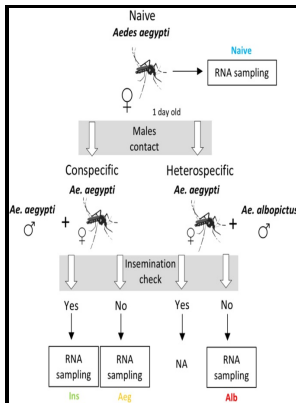 Naive
Aedes aegypti
Naive
RNA sampling
♀
1 day old
Males
contact
Conspecific
Heterospecific
Ae. aegypti
Ae. aegypti
Ae. aegypti
♂
+
♀
♀
+
Ae. albopictus
♂
Insemination
check
Yes
No
Yes
No
RNA
sampling
RNA
sampling
NA
RNA
sampling
Ins
Aeg
Alb